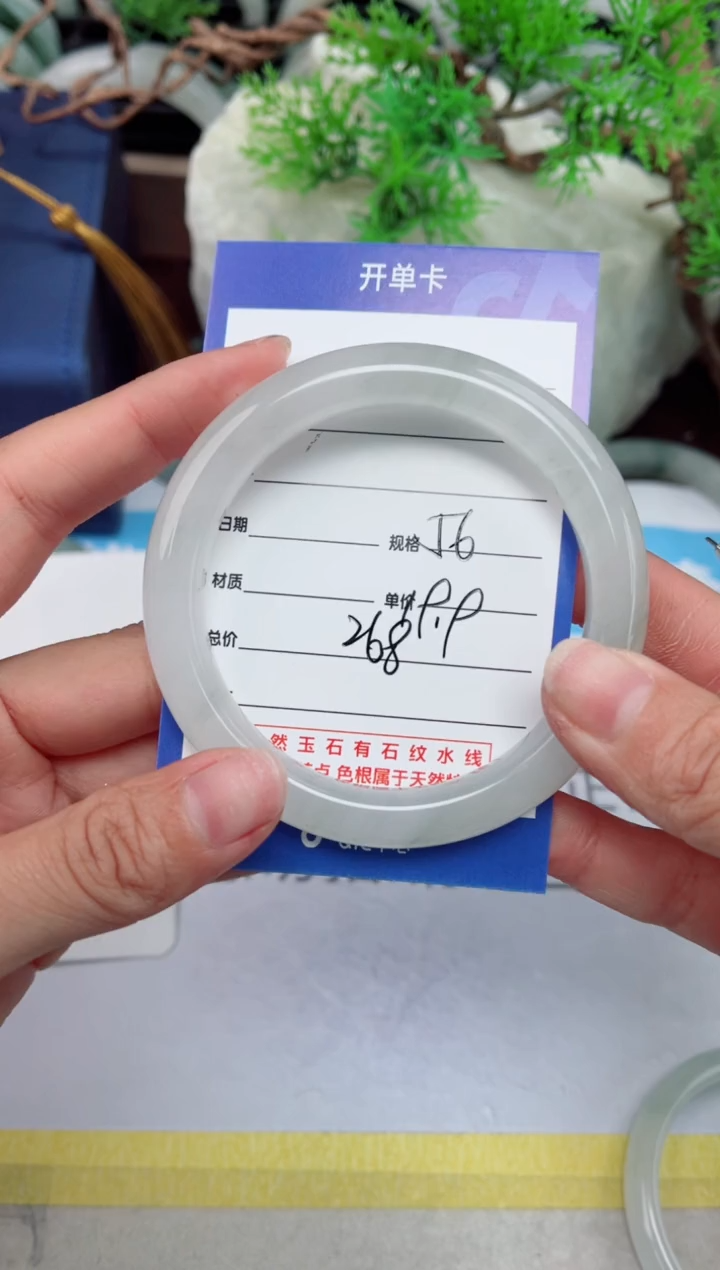 开单卡
日期 规格 56
材质 单价 P.P
总价 268
然玉石有石纹水线
点 色根属于天然